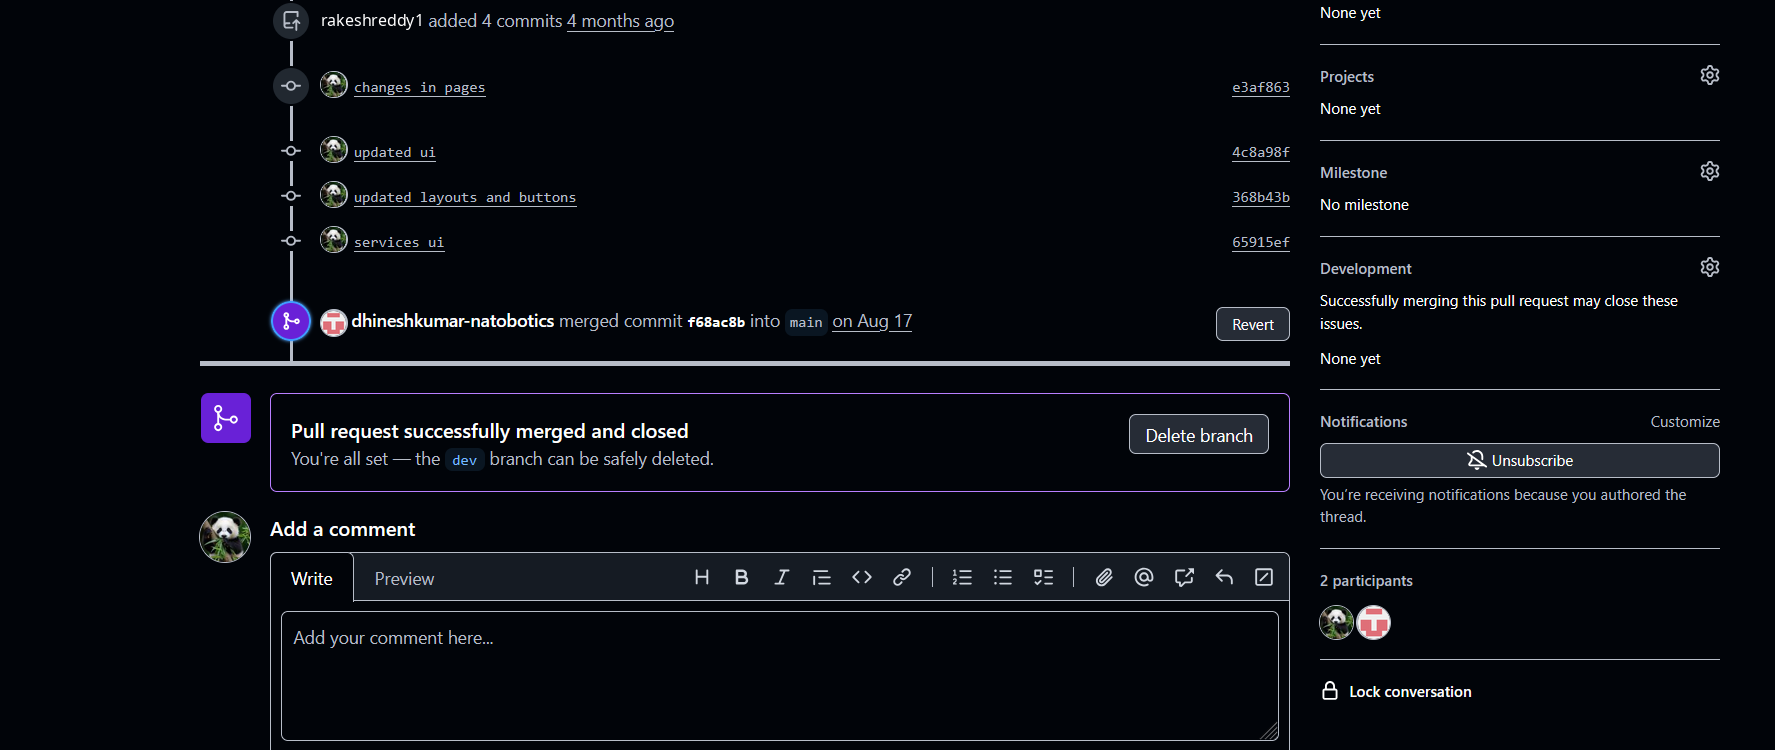 rakeshreddy1 added 4 commits 4 months ago
changes in pages e3af863
updated ui 4c8a98f
updated layouts and buttons 368b43b
services ui 65915ef
dhineshkumar-natobotics merged commit f68ac8b into main on Aug 17
Revert
Pull request successfully merged and closed
You're all set — the dev branch can be safely deleted.
Delete branch
Add a comment
Write
Preview
Add your comment here...
None yet
Projects
None yet
Milestone
No milestone
Development
Successfully merging this pull request may close these
issues.
None yet
Notifications
Customize
Unsubscribe
You're receiving notifications because you authored the
thread.
2 participants
Lock conversation